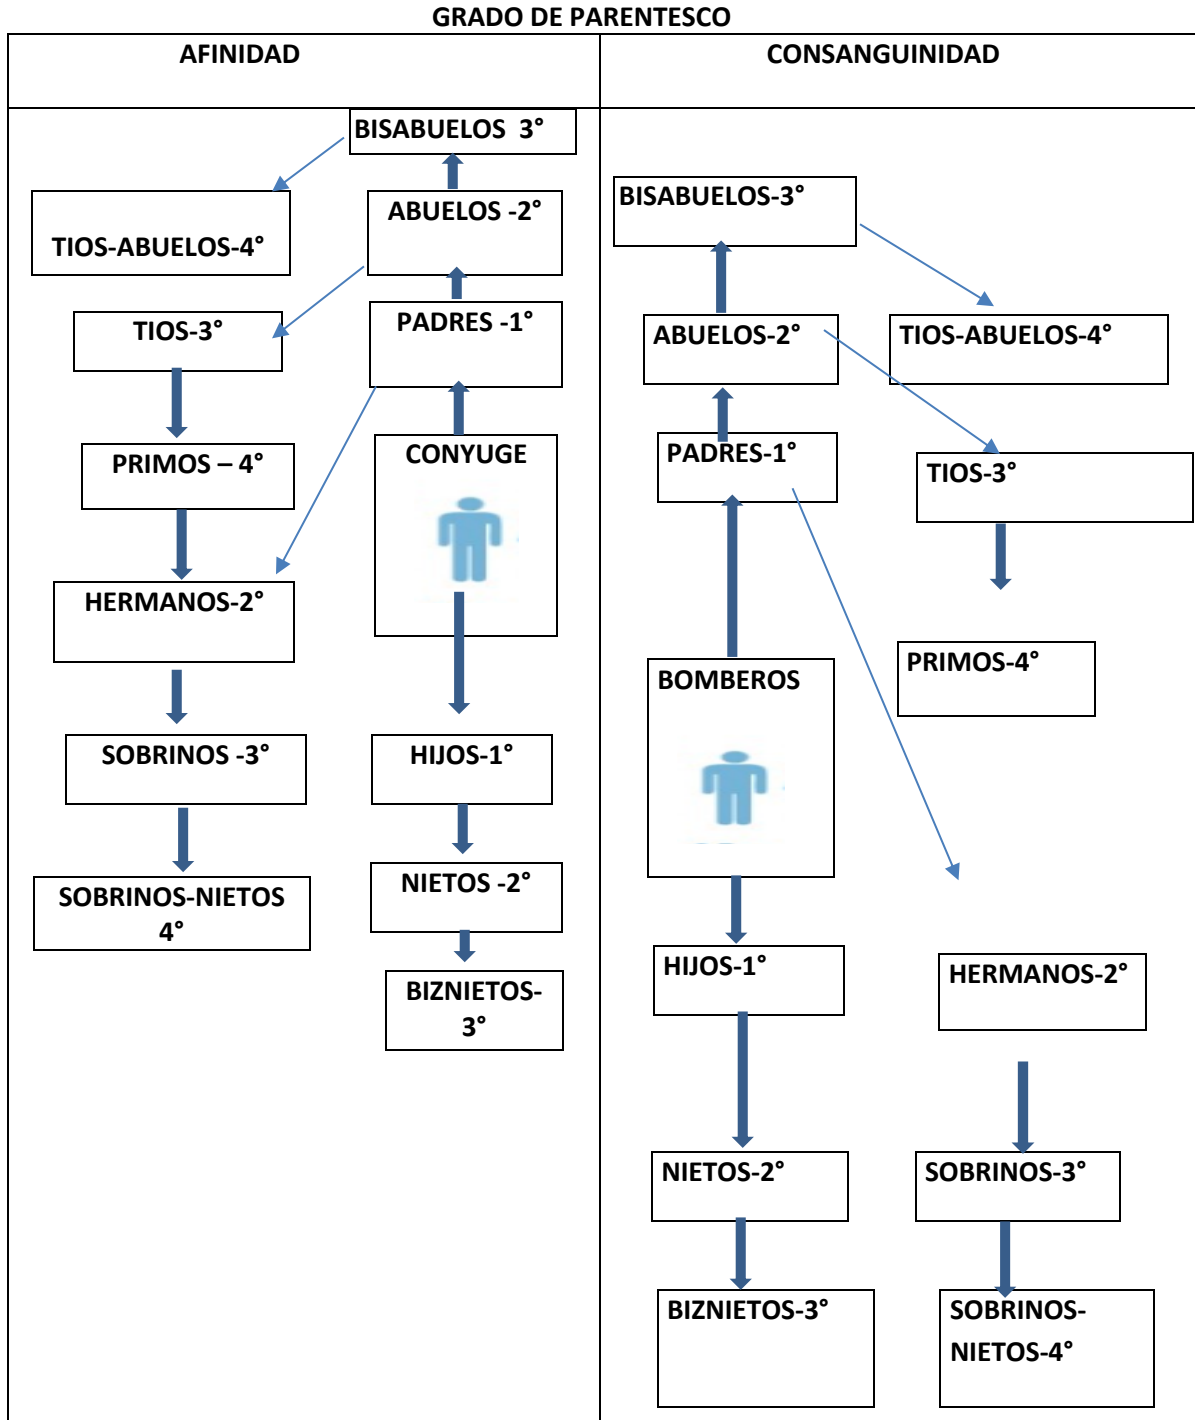 GRADO DE PARENTESCO
AFINIDAD
CONSANGUINIDAD
BISABUELOS 3°
ABUELOS -2°
TIOS-ABUELOS-4°
PADRES -1°
TIOS-3°
CONYUGE
PRIMOS – 4°
HERMANOS-2°
SOBRINOS -3°
HIJOS-1°
SOBRINOS-NIETOS
4°
NIETOS -2°
BIZNIETOS-
3°
BISABUELOS-3°
ABUELOS-2°
TIOS-ABUELOS-4°
PADRES-1°
TIOS-3°
PRIMOS-4°
BOMBEROS
HIJOS-1°
HERMANOS-2°
NIETOS-2°
SOBRINOS-3°
BIZNIETOS-3°
SOBRINOS-
NIETOS-4°